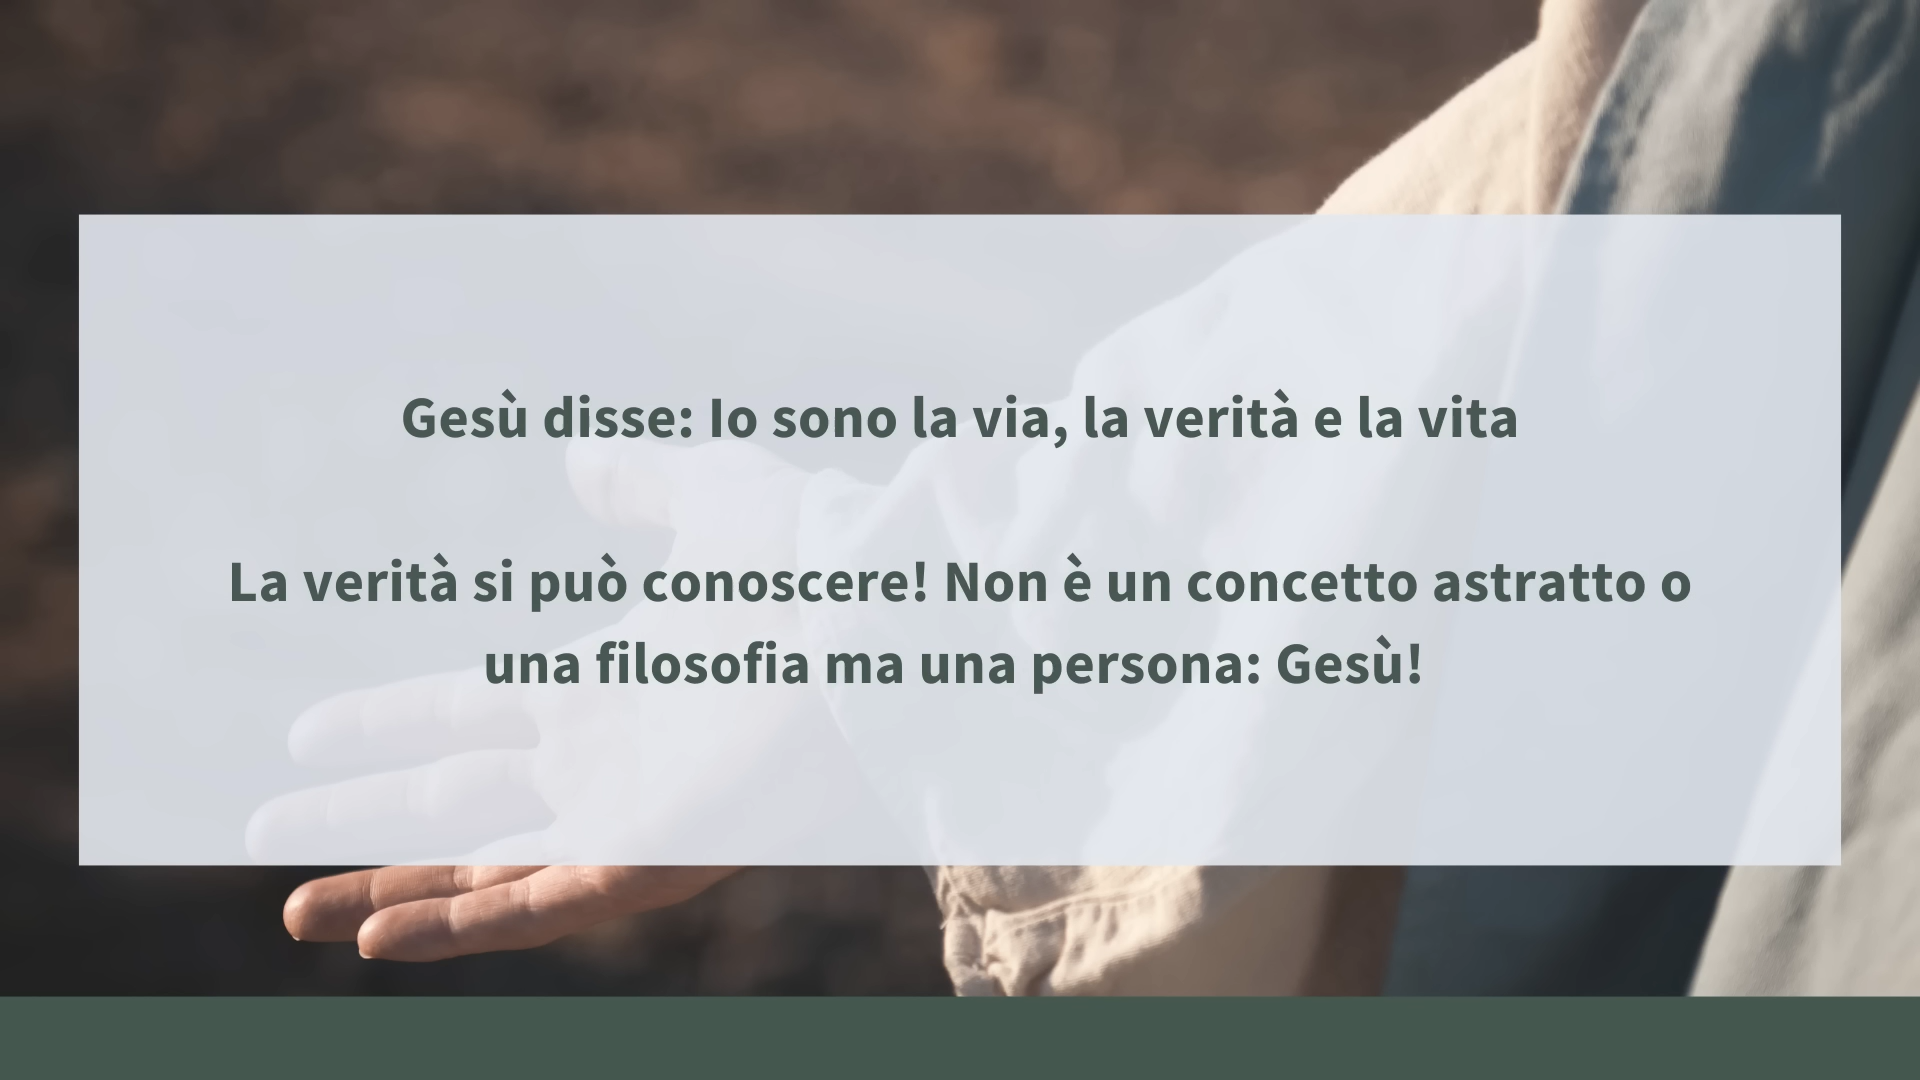 Gesù disse: Io sono la via, la verità e la vita
La verità si può conoscere! Non è un concetto astratto o
una filosofia ma una persona: Gesù!